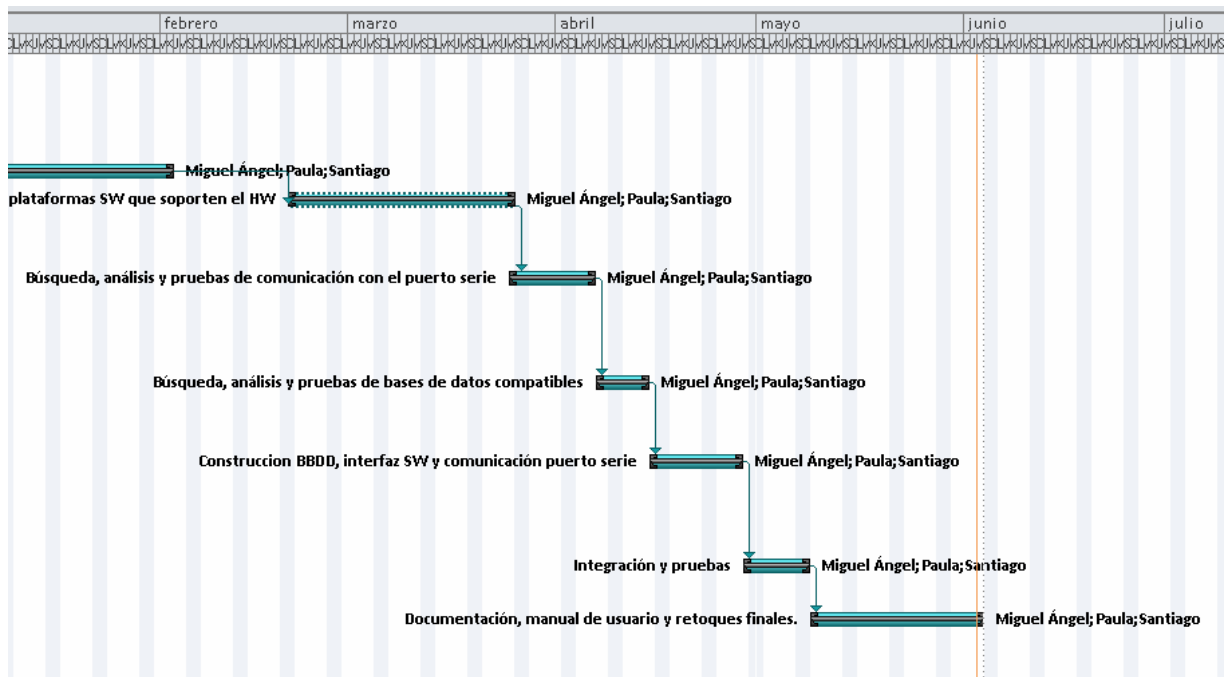 febrero marzo abril mayo junio julio
Miguel Ángel; Paula; Santiago
plataformas SW que soporten el HW Miguel Ángel; Paula; Santiago
Búsqueda, análisis y pruebas de comunicación con el puerto serie Miguel Ángel; Paula; Santiago
Búsqueda, análisis y pruebas de bases de datos compatibles Miguel Ángel; Paula; Santiago
Construccion BBDD, interfaz SW y comunicación puerto serie Miguel Ángel; Paula; Santiago
Integración y pruebas Miguel Ángel; Paula; Santiago
Documentación, manual de usuario y retoques finales. Miguel Ángel; Paula; Santiago